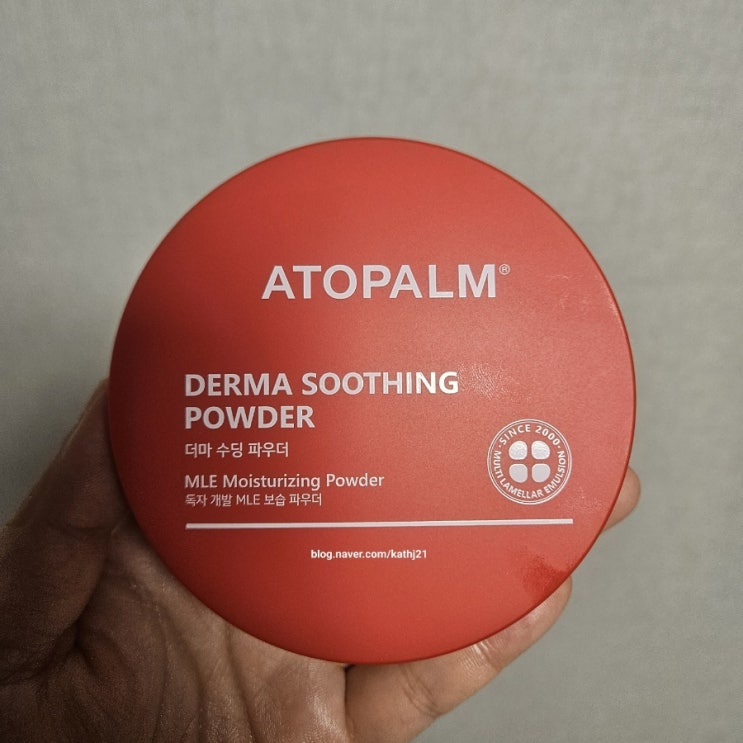 ATOPALM®
DERMA SOOTHING
POWDER
더마 수딩 파우더
MLE Moisturizing Powder
독자 개발 MLE 보습 파우더
·SINCE 2000·
MULTI LAMELLAR EMULSION
blog.naver.com/kathj21